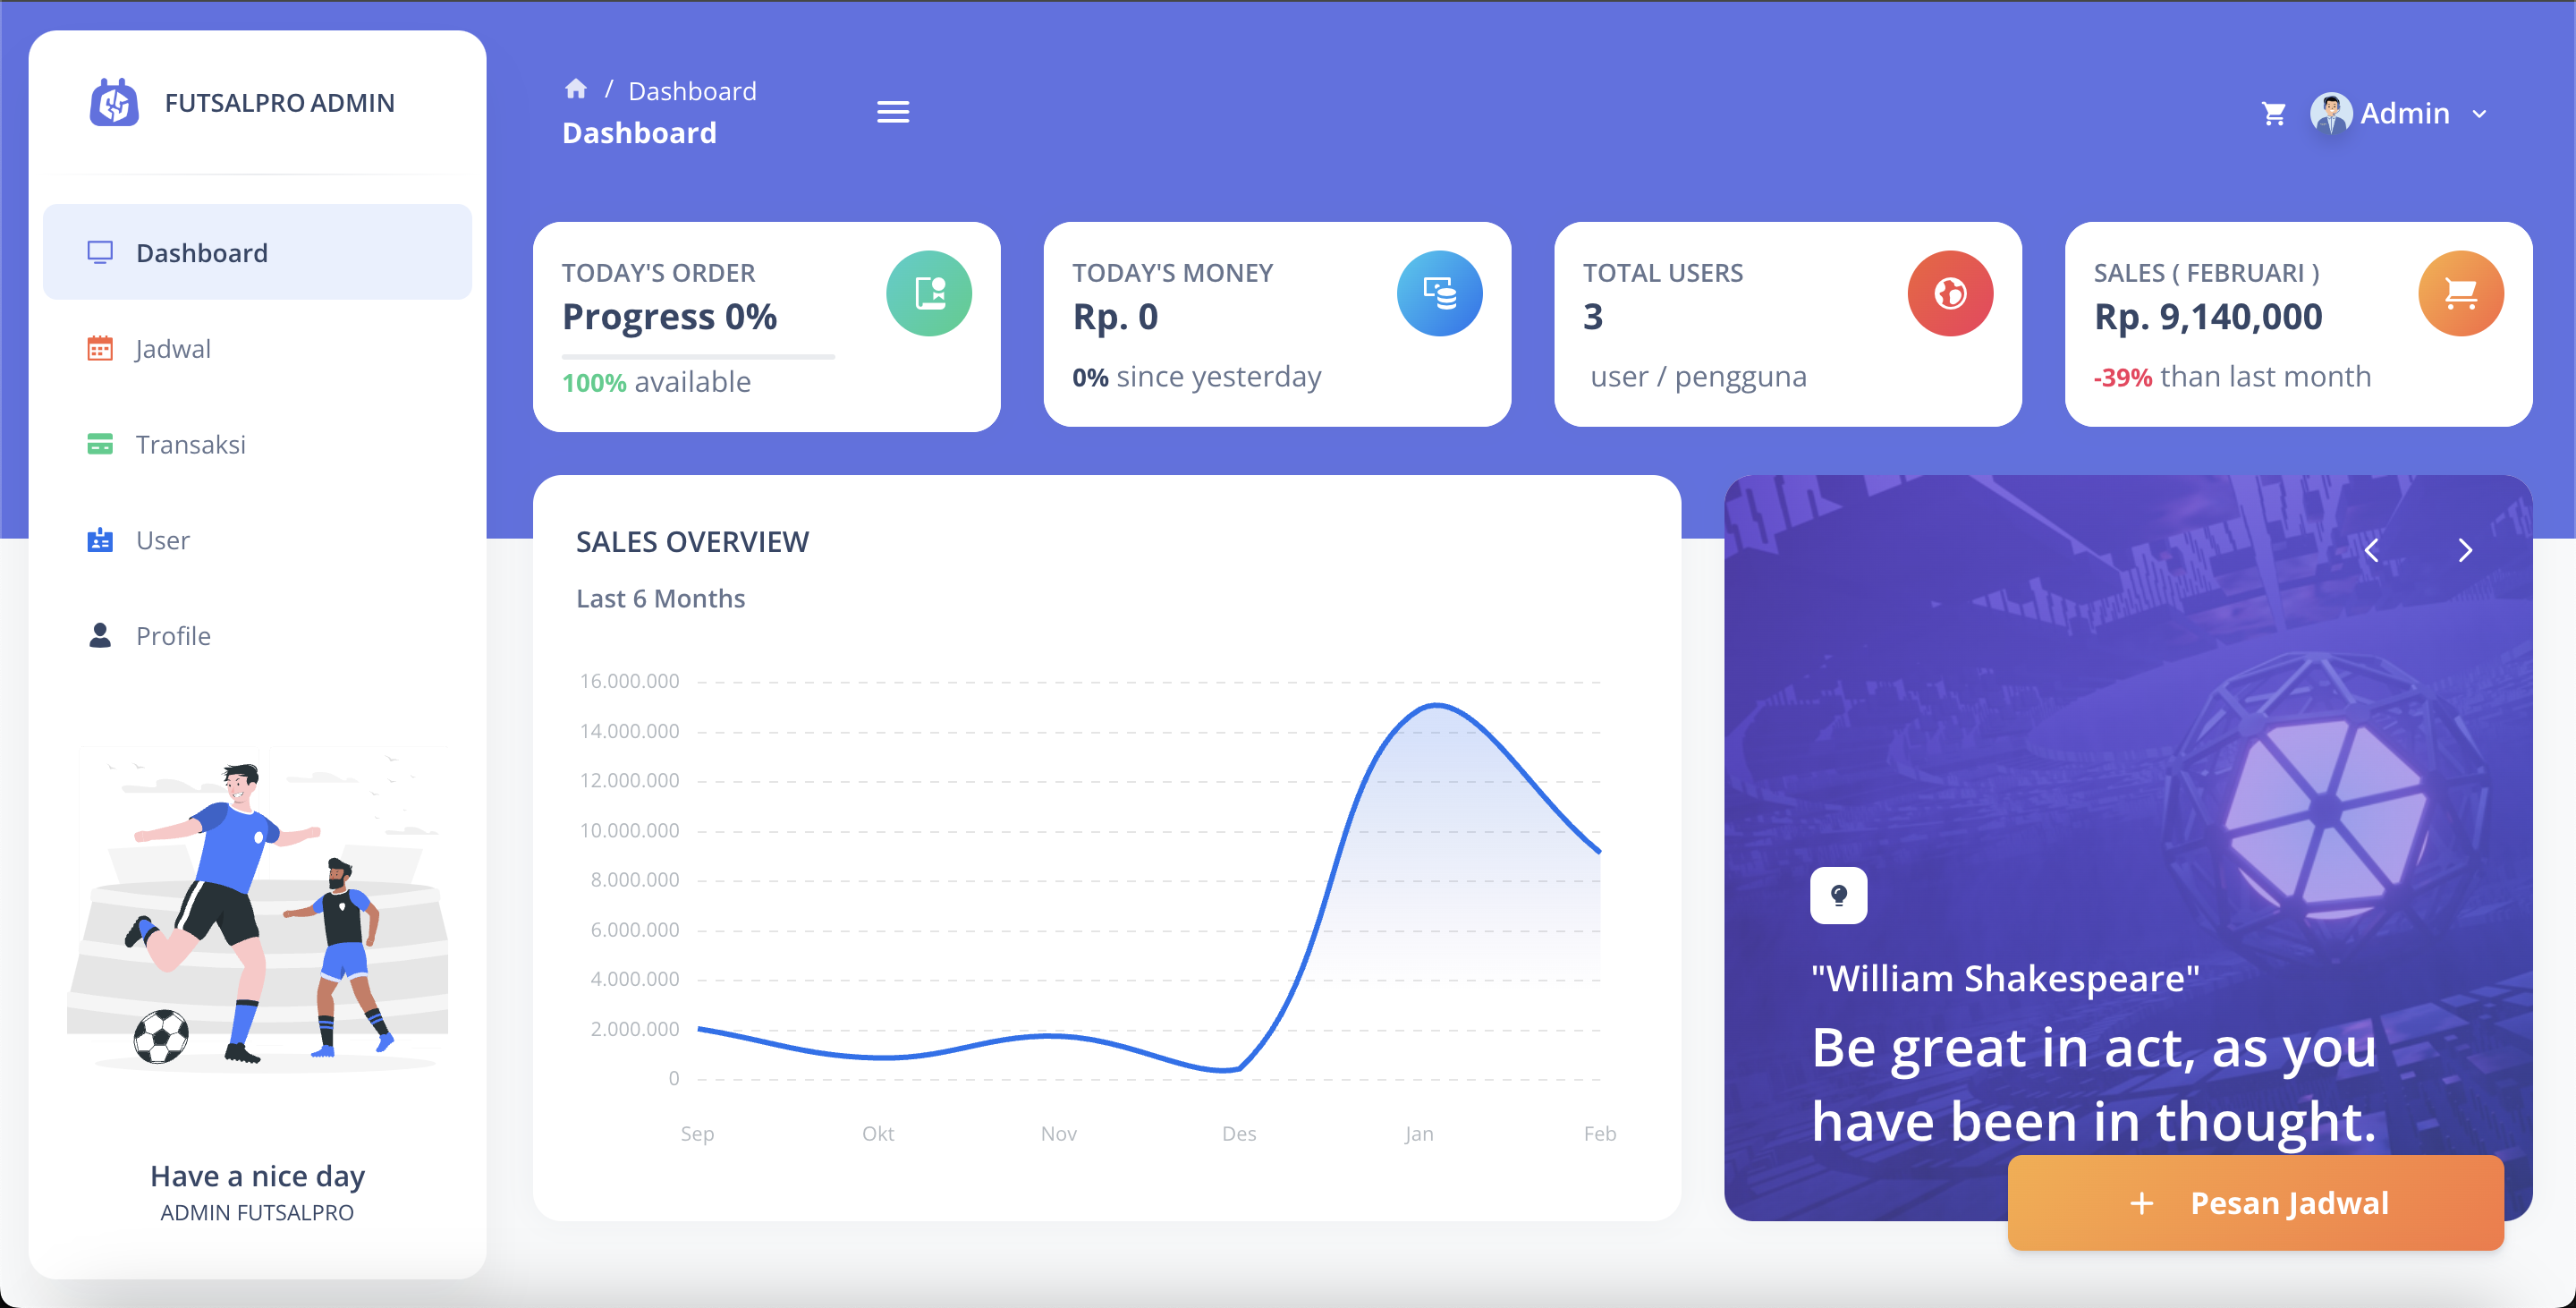 FUTSALPRO ADMIN
Dashboard
Jadwal
Transaksi
User
Profile
Have a nice day
ADMIN FUTSALPRO
/ Dashboard
Dashboard
Admin
TODAY'S ORDER
Progress 0%
100% available
TODAY'S MONEY
Rp. 0
0% since yesterday
TOTAL USERS
3
user / pengguna
SALES ( FEBRUARI )
Rp. 9,140,000
-39% than last month
SALES OVERVIEW
Last 6 Months
16.000.000
14.000.000
12.000.000
10.000.000
8.000.000
6.000.000
4.000.000
2.000.000
0
Sep Okt Nov Des Jan Feb
"William Shakespeare"
Be great in act, as you
have been in thought.
+ Pesan Jadwal